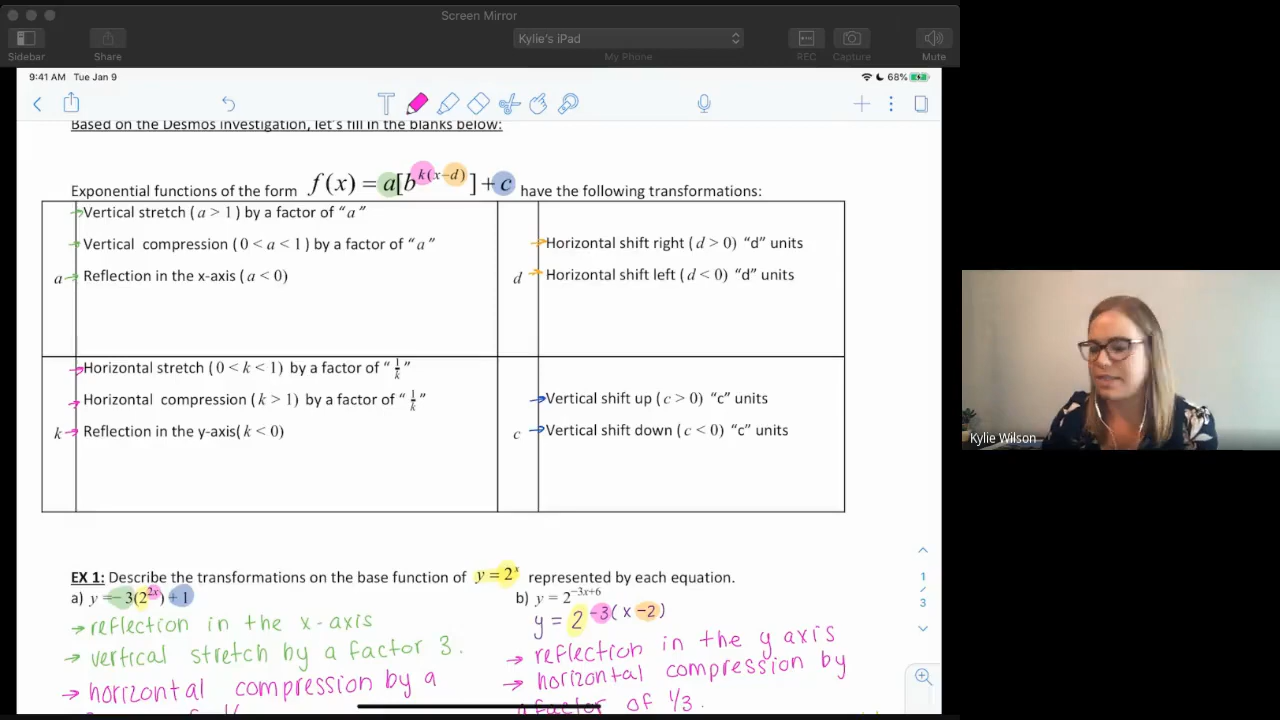 Screen Mirror
Sidebar
Share
Kylie's iPad
My Phone
REC
Capture
Mute
9:41 AM Tue Jan 9
68%
T
Based on the Desmos investigation, let's fill in the blanks below:
Exponential functions of the form f(x) = a[b^{k(x−d)}] + c have the following transformations:
a
Vertical stretch (a > 1) by a factor of "a"
Vertical compression (0 < a < 1) by a factor of "a"
Reflection in the x-axis (a < 0)
d
Horizontal shift right (d > 0) "d" units
Horizontal shift left (d < 0) "d" units
k
Horizontal stretch (0 < k < 1) by a factor of "1/k"
Horizontal compression (k > 1) by a factor of "1/k"
Reflection in the y-axis(k < 0)
c
Vertical shift up (c > 0) "c" units
Vertical shift down (c < 0) "c" units
EX 1: Describe the transformations on the base function of y = 2^x represented by each equation.
a) y = −3(2^{2x}) + 1
→ reflection in the x-axis
→ vertical stretch by a factor 3.
→ horizontal compression by a
b) y = 2^{−3x+6}
y = 2^{−3(x−2)}
→ reflection in the y axis
→ horizontal compression by
factor of 1/3.
1
/
3
Kylie Wilson